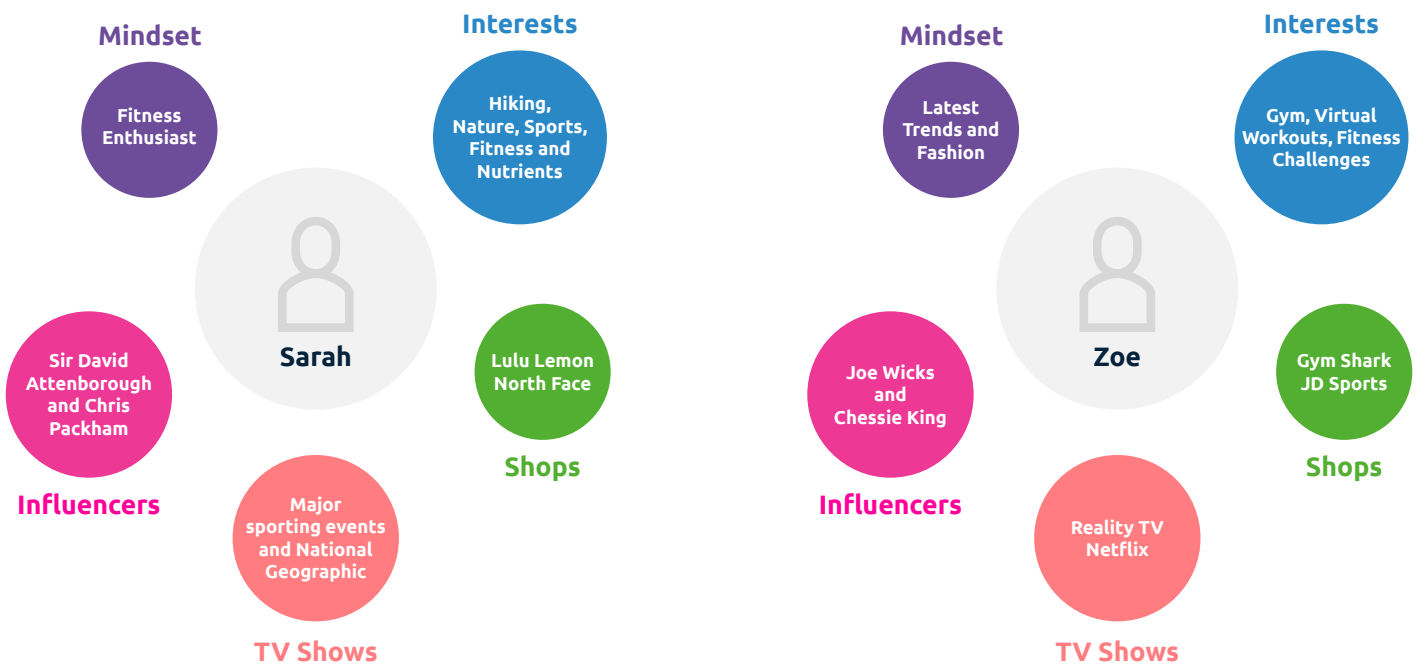 Mindset
Fitness
Enthusiast
Interests
Hiking,
Nature, Sports,
Fitness and
Nutrients
Sarah
Sir David
Attenborough
and Chris
Packham
Influencers
Lulu Lemon
North Face
Shops
Major
sporting events
and National
Geographic
TV Shows
Mindset
Latest
Trends and
Fashion
Interests
Gym, Virtual
Workouts, Fitness
Challenges
Zoe
Joe Wicks
and
Chessie King
Influencers
Gym Shark
JD Sports
Shops
Reality TV
Netflix
TV Shows